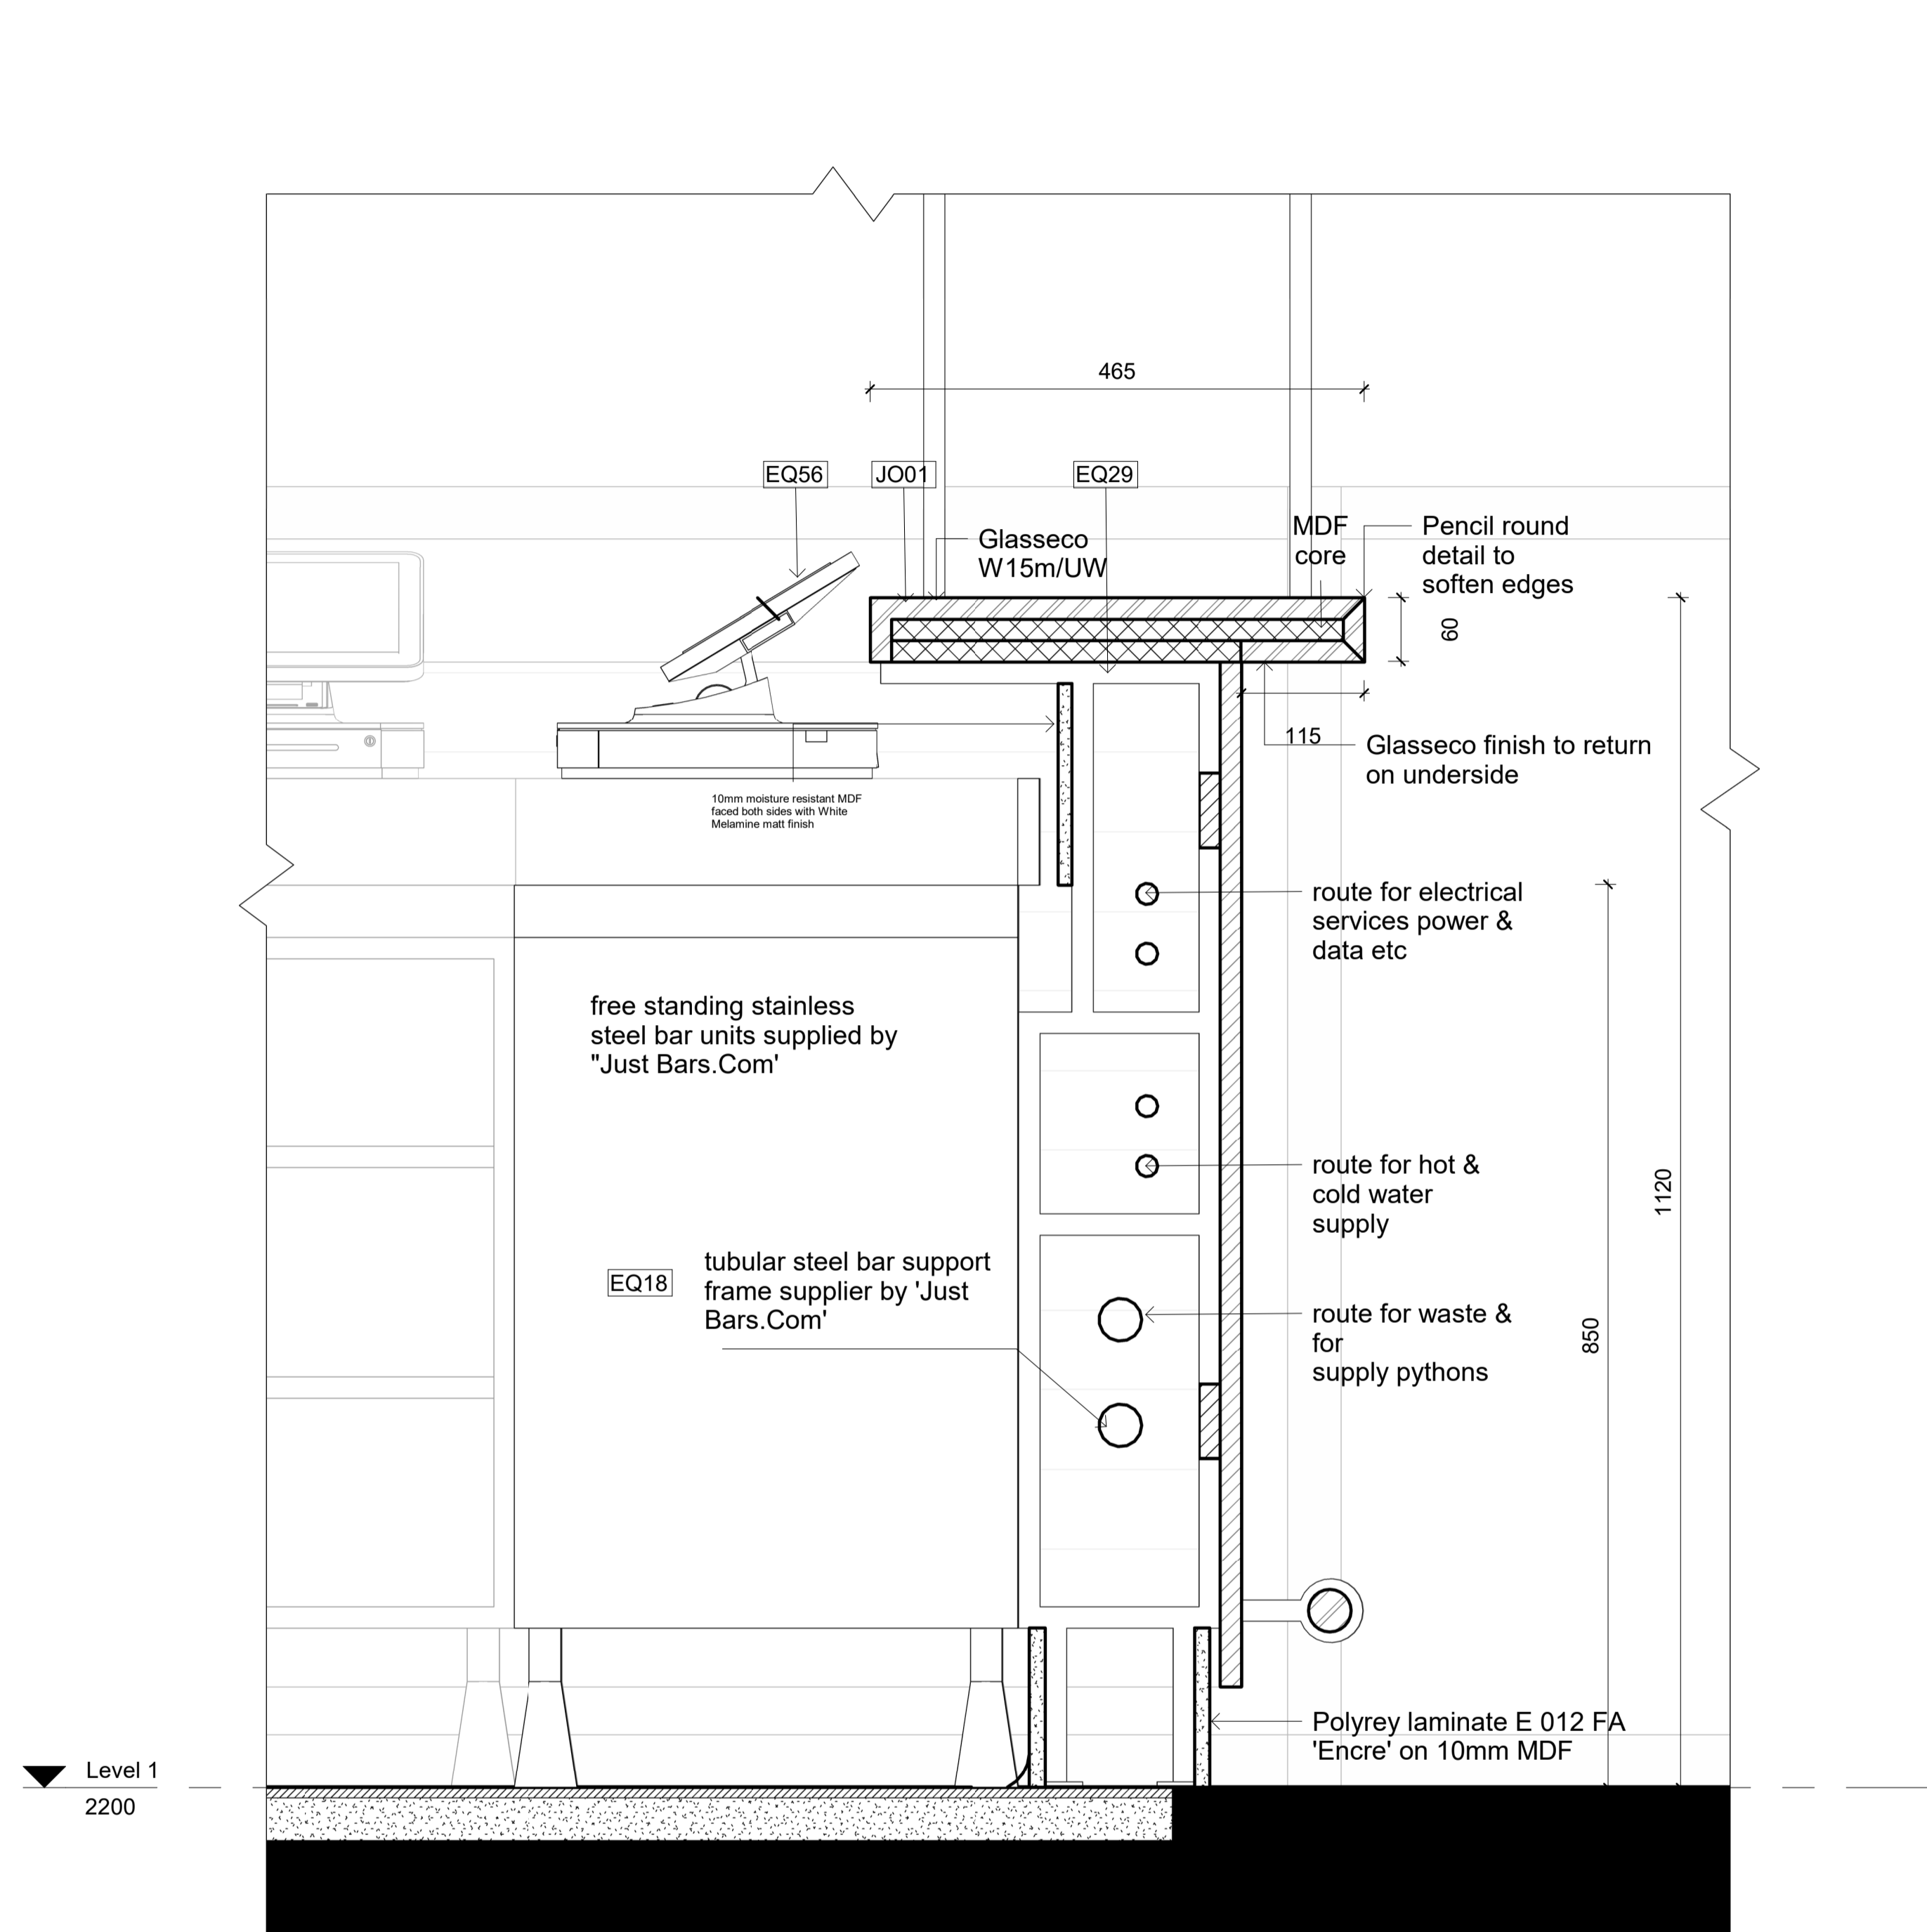 465
EQ56
JO01
EQ29
Glasseco
W15m/UW
MDF
core
Pencil round
detail to
soften edges
60
115
Glasseco finish to return
on underside
10mm moisture resistant MDF
faced both sides with White
Melamine matt finish
route for electrical
services power &
data etc
free standing stainless
steel bar units supplied by
"Just Bars.Com'
route for hot &
cold water
supply
1120
EQ18
tubular steel bar support
frame supplier by 'Just
Bars.Com'
route for waste &
for
supply pythons
850
Polyrey laminate E 012 FA
'Encre' on 10mm MDF
Level 1
2200